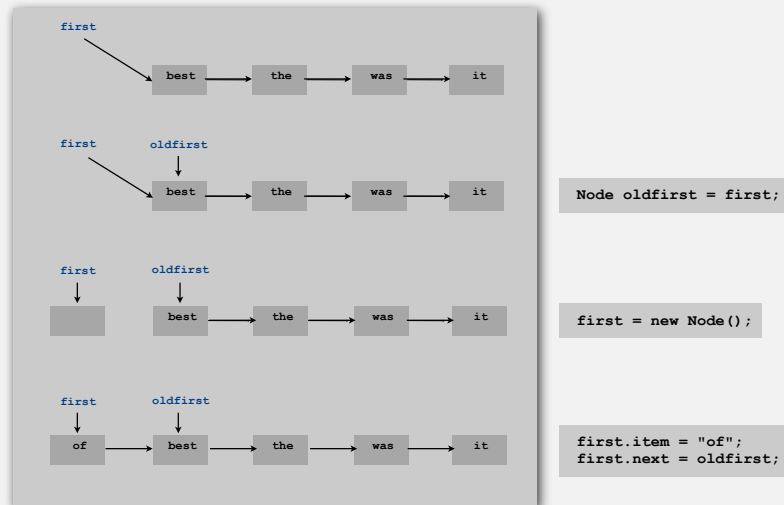 first
best the was it
first oldfirst
best the was it
Node oldfirst = first;
first oldfirst
best the was it
first = new Node();
first oldfirst
of best the was it
first.item = "of";
first.next = oldfirst;